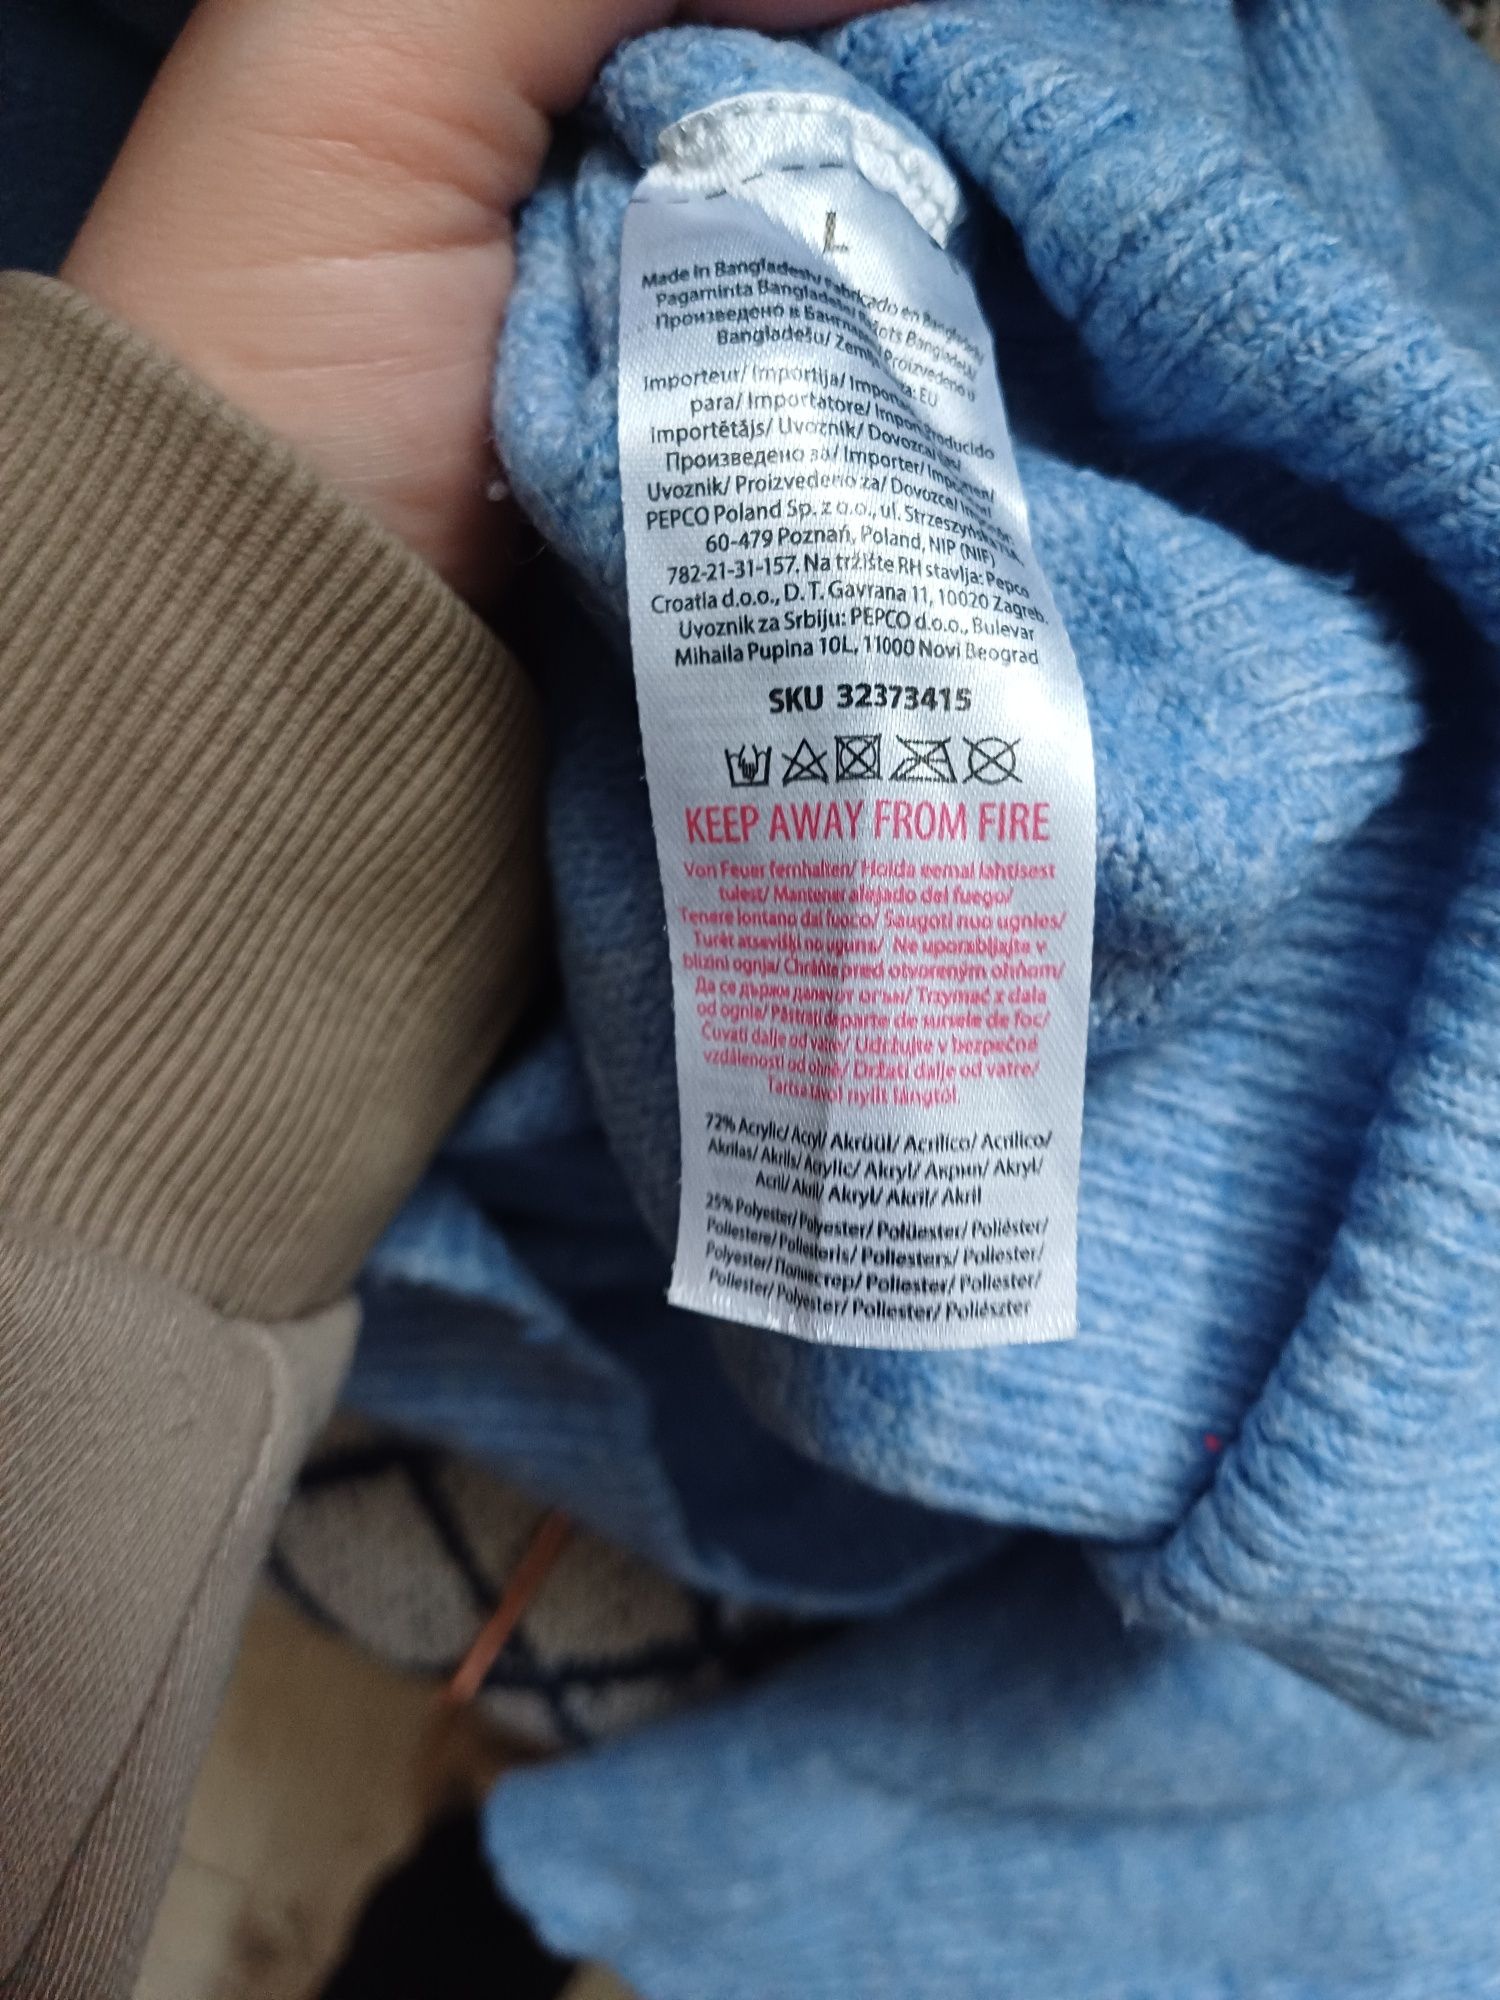 L
Made in Bangladesh/ Fabricado en Bangladesh/
Pagaminta Bangladeše/ Ražots Bangladešā/
Произведено в Бангладеш/
Bangladešu/ Zemlja proizvedeno u
za: EU
Importeur/ Importija/
para/ Importatore/ Producido
Importētājs/ Uvoznik/ Dovozca/
Произведено за/ Importer/
Uvoznik/ Proizvedeno za/ Dovozce/
PEPCO Poland Sp. z o.o., ul. Strzeszyńska
60-479 Poznań, Poland, NIP (NIF)
782-21-31-157. Na tržište RH stavlja: Pepco
Croatia d.o.o., D. T. Gavrana 11, 10020 Zagreb.
Uvoznik za Srbiju: PEPCO d.o.o., Bulevar
Mihaila Pupina 10L, 11000 Novi Beograd
SKU 32373415
KEEP AWAY FROM FIRE
Von Feuer fernhalten/ Hoida eemal lahtisest
tulest/ Mantener alejado del fuego/
Tenere lontano dal fuoco/ Saugoti nuo ugnies/
Turēt atsevišķi no uguns/ Ne uporabljajte v
bližini ognja/ Chráňte pred otvoreným ohňom/
Да се държи далеч от огън/ Trzymać z dala
od ognia/ Păstrați departe de sursele de foc/
Čuvati dalje od vatre/ Udržujte v bezpečné
vzdálenosti od ohně/ Držati dalje od vatre/
Tartsa távol nyílt lángtól.
72% Acrylic/ Acryl/ Akrüül/ Acrílico/ Acrilico/
Akrilas/ Akrils/ Acrylic/ Akryl/ Акрил/ Akryl/
Acril/ Akril/ Akryl/ Akril/ Akril
25% Polyester/ Polyester/ Polüester/ Poliéster/
Poliestere/ Poliesteris/ Poliesters/ Poliester/
Polyester/ Полиестер/ Poliester/ Poliester/
Poliester/ Polyester/ Poliester/ Poliészter